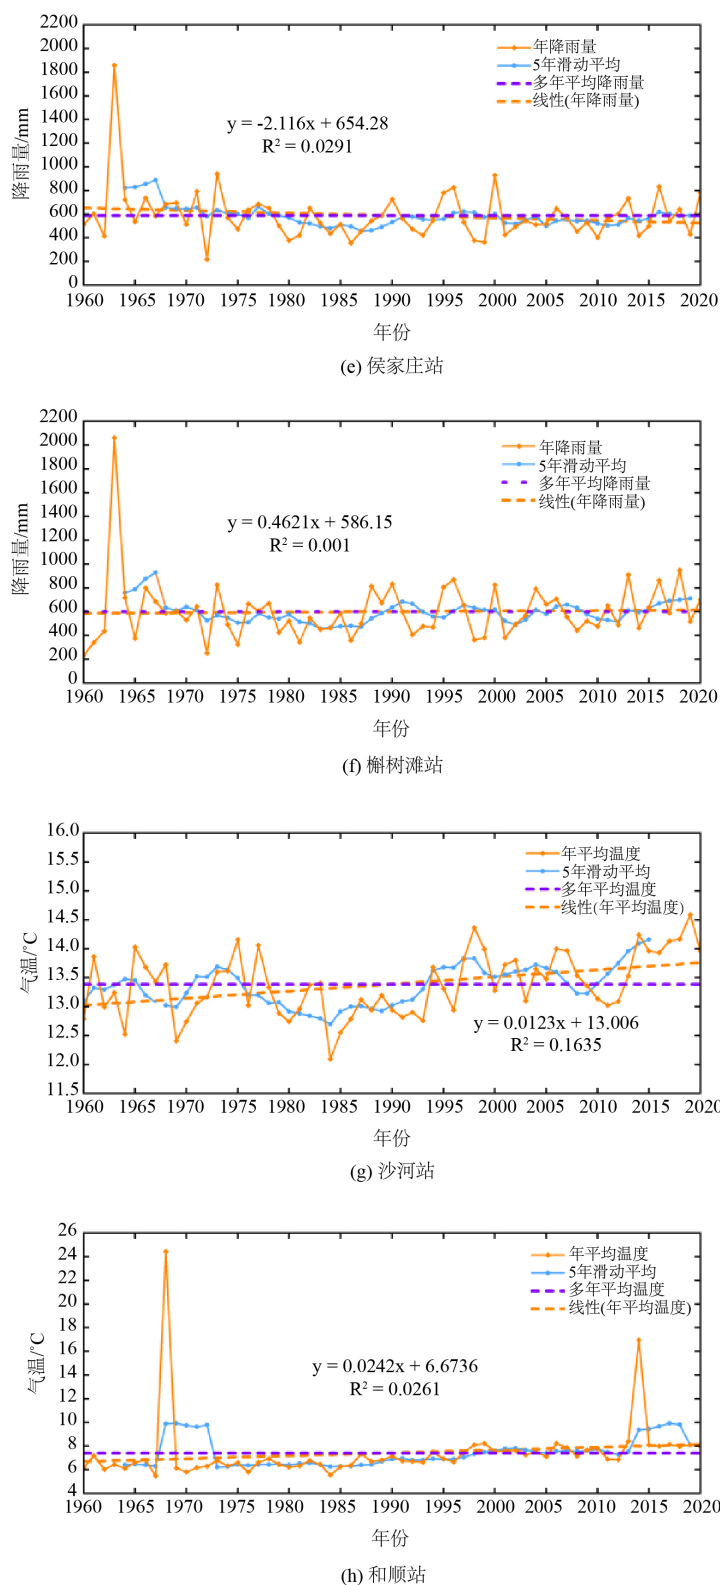 2200
2000
1800
1600
1400
1200
1000
800
600
400
200
0
降雨量/mm
年降雨量
5年滑动平均
多年平均降雨量
线性(年降雨量)
y = -2.116x + 654.28
R² = 0.0291
1960 1965 1970 1975 1980 1985 1990 1995 2000 2005 2010 2015 2020
年份
(e) 侯家庄站
2200
2000
1800
1600
1400
1200
1000
800
600
400
200
0
降雨量/mm
年降雨量
5年滑动平均
多年平均降雨量
线性(年降雨量)
y = 0.4621x + 586.15
R² = 0.001
1960 1965 1970 1975 1980 1985 1990 1995 2000 2005 2010 2015 2020
年份
(f) 槲树滩站
16.0
15.5
15.0
14.5
14.0
13.5
13.0
12.5
12.0
11.5
气温/°C
年平均温度
5年滑动平均
多年平均温度
线性(年平均温度)
y = 0.0123x + 13.006
R² = 0.1635
1960 1965 1970 1975 1980 1985 1990 1995 2000 2005 2010 2015 2020
年份
(g) 沙河站
26
24
22
20
18
16
14
12
10
8
6
4
气温/°C
年平均温度
5年滑动平均
多年平均温度
线性(年平均温度)
y = 0.0242x + 6.6736
R² = 0.0261
1960 1965 1970 1975 1980 1985 1990 1995 2000 2005 2010 2015 2020
年份
(h) 和顺站